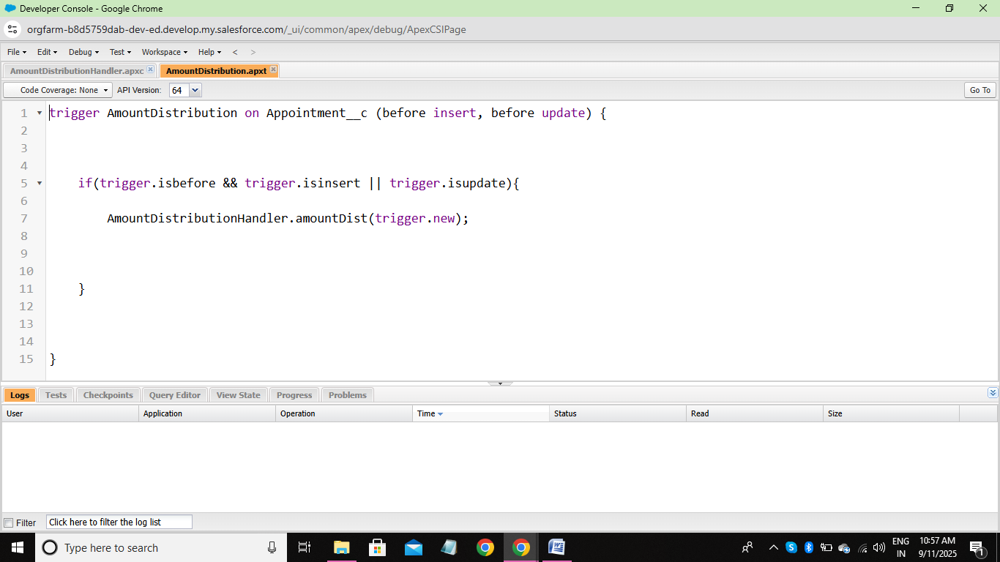 Developer Console - Google Chrome
orgfarm-b8d5759dab-dev-ed.develop.my.salesforce.com/_ui/common/apex/debug/ApexCSIPage
File Edit Debug Test Workspace Help < >
AmountDistributionHandler.apxc AmountDistribution.apxt
Code Coverage: None API Version: 64 Go To
1 trigger AmountDistribution on Appointment__c (before insert, before update) {
2
3
4
5 if(trigger.isbefore && trigger.isinsert || trigger.isupdate){
6
7 AmountDistributionHandler.amountDist(trigger.new);
8
9
10
11 }
12
13
14
15 }
Logs Tests Checkpoints Query Editor View State Progress Problems
User Application Operation Time Status Read Size
Filter Click here to filter the log list
Type here to search
ENG 10:57 AM
IN 9/11/2025 1